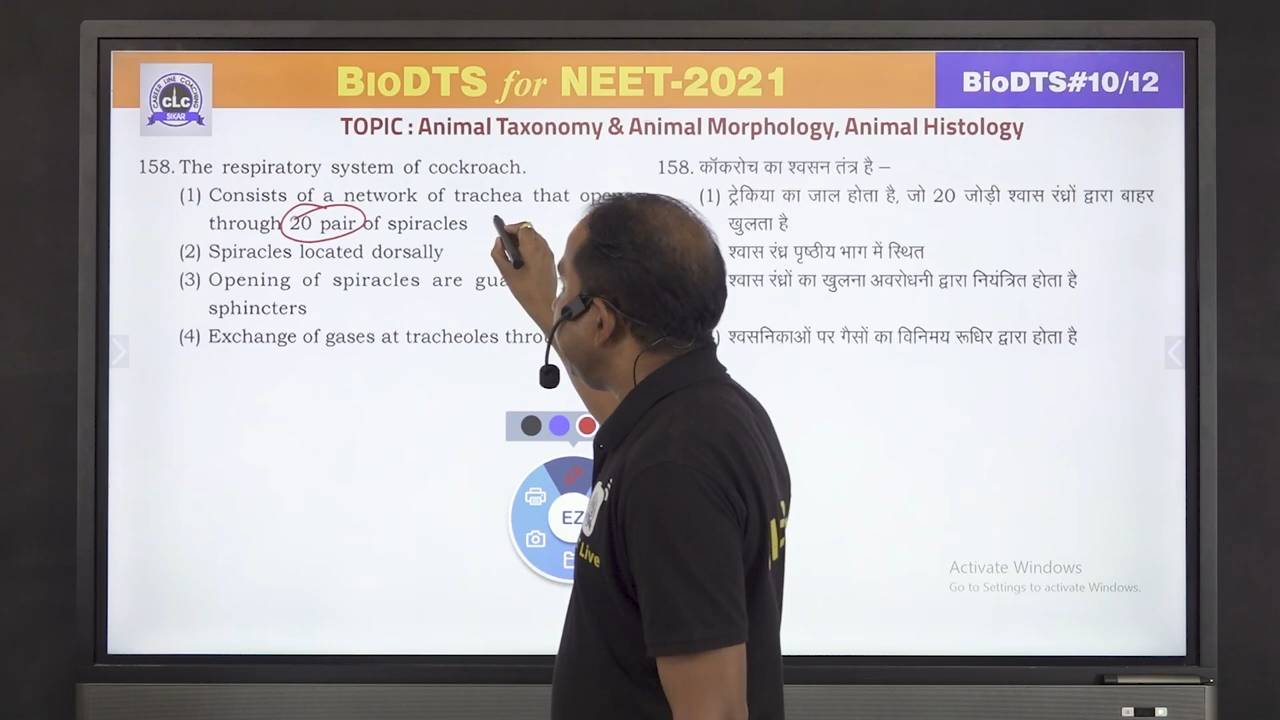 BIODTS for NEET-2021
BioDTS#10/12
CAREER LINE COACHING
CLC
SIKAR
TOPIC : Animal Taxonomy & Animal Morphology, Animal Histology
158. The respiratory system of cockroach.
(1) Consists of a network of trachea that
through 20 pair of spiracles
(2) Spiracles located dorsally
(3) Opening of spiracles are
sphincters
(4) Exchange of gases at tracheoles
158. कॉकरोच का श्वसन तंत्र है –
(1) ट्रेकिया का जाल होता है, जो 20 जोड़ी श्वास रंध्रों द्वारा बाहर
खुलता है
श्वास रंध्र पृष्ठीय भाग में स्थित
श्वास रंध्रों का खुलना अवरोधनी द्वारा नियंत्रित होता है
श्वसनिकाओं पर गैसों का विनिमय रूधिर द्वारा होता है
EZ
Live
Activate Windows
Go to Settings to activate Windows.